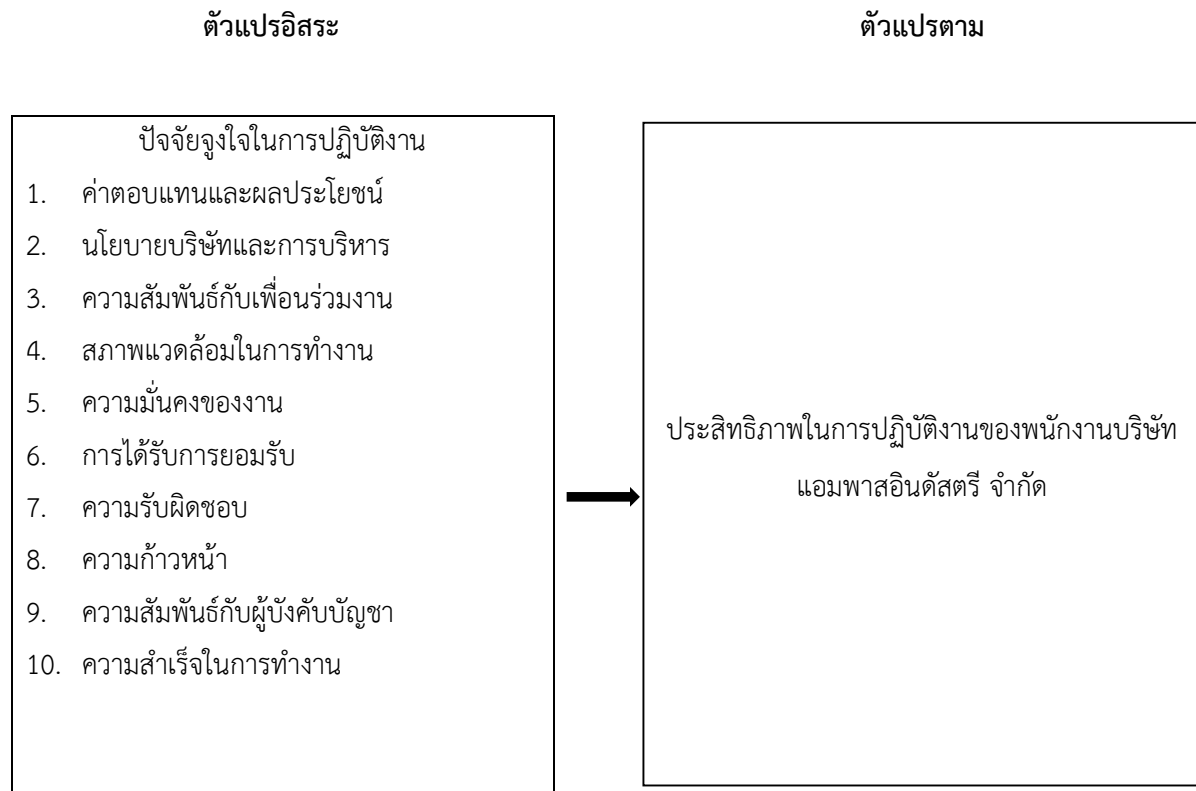 ตัวแปรอิสระ
ตัวแปรตาม
ปัจจัยจูงใจในการปฏิบัติงาน
1. ค่าตอบแทนและผลประโยชน์
2. นโยบายบริษัทและการบริหาร
3. ความสัมพันธ์กับเพื่อนร่วมงาน
4. สภาพแวดล้อมในการทำงาน
5. ความมั่นคงของงาน
6. การได้รับการยอมรับ
7. ความรับผิดชอบ
8. ความก้าวหน้า
9. ความสัมพันธ์กับผู้บังคับบัญชา
10. ความสำเร็จในการทำงาน
ประสิทธิภาพในการปฏิบัติงานของพนักงานบริษัท
แอมพาสอินดัสตรี จำกัด